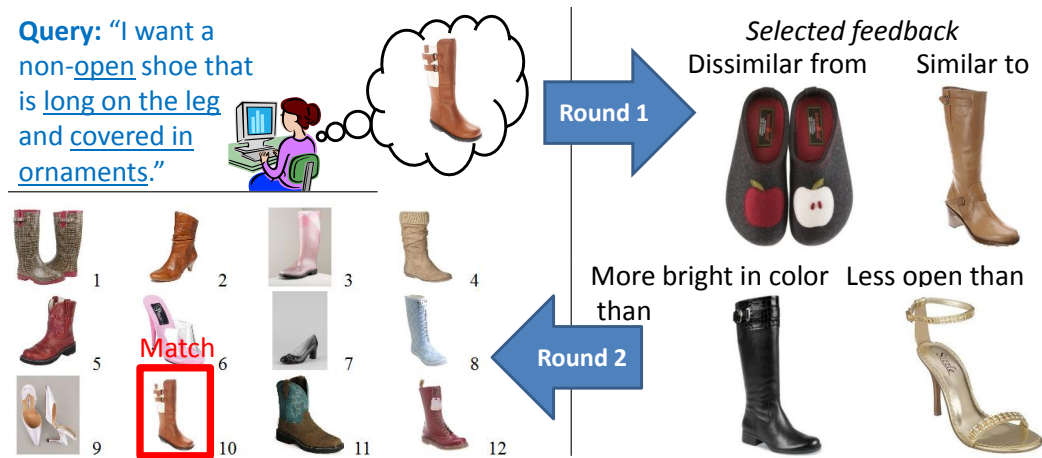 Query: “I want a
non-open shoe that
is long on the leg
and covered in
ornaments.”
Round 1
Selected feedback
Dissimilar from
Similar to
More bright in color
than
Less open than
Round 2
1
2
3
4
5
6
7
8
Match
9
10
11
12